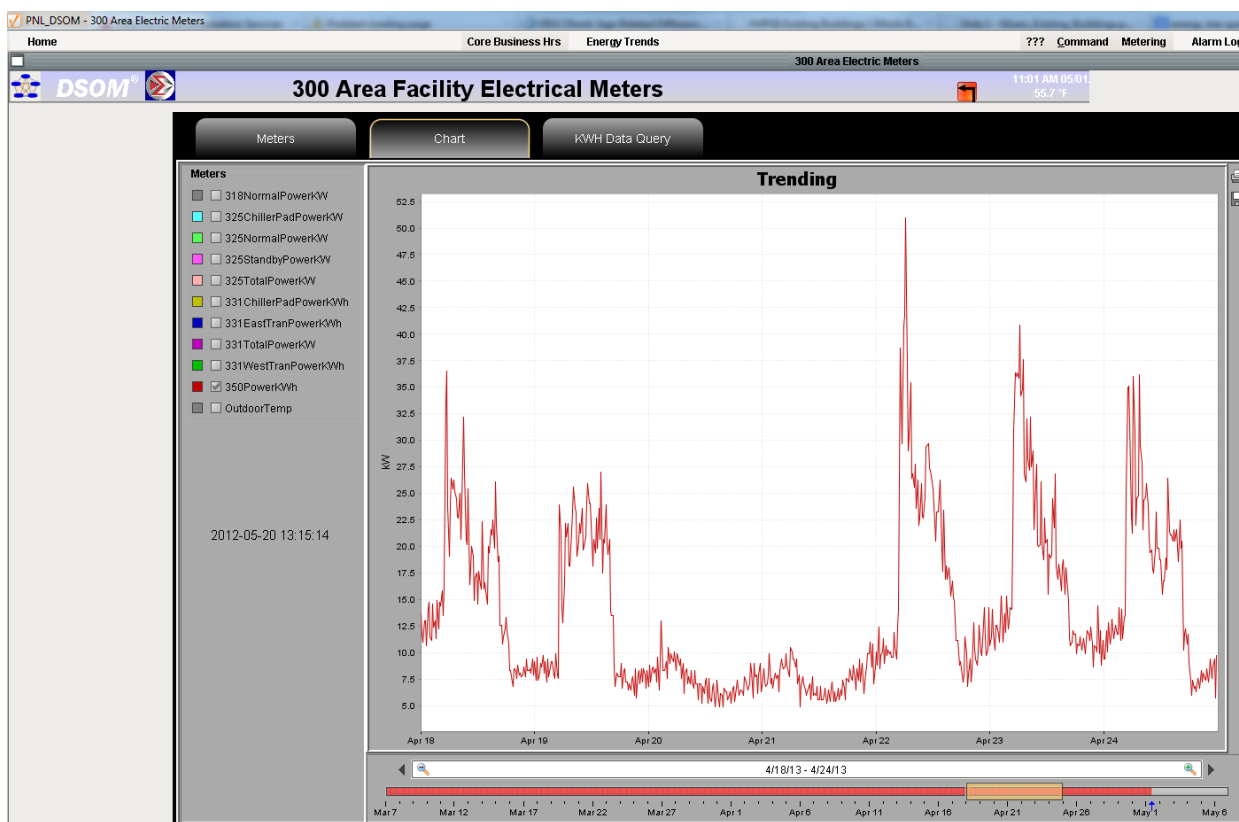 PNL_DSOM - 300 Area Electric Meters
Home Core Business Hrs Energy Trends ??? Command Metering Alarm Log
300 Area Electric Meters
DSOM® 300 Area Facility Electrical Meters 11:01 AM 05/01
55.7 °F
Meters Chart KWH Data Query
Meters
318NormalPowerKW
325ChillerPadPowerKW
325NormalPowerKW
325StandbyPowerKW
325TotalPowerKW
331ChillerPadPowerKWh
331EastTranPowerKWh
331TotalPowerKW
331WestTranPowerKWh
350PowerKWh
OutdoorTemp
2012-05-20 13:15:14
Trending
52.5
50.0
47.5
45.0
42.5
40.0
37.5
35.0
32.5
30.0
27.5
25.0
22.5
20.0
17.5
15.0
12.5
10.0
7.5
5.0
kW
Apr 18 Apr 19 Apr 20 Apr 21 Apr 22 Apr 23 Apr 24
4/18/13 - 4/24/13
Mar 7 Mar 12 Mar 17 Mar 22 Mar 27 Apr 1 Apr 6 Apr 11 Apr 16 Apr 21 Apr 26 May 1 May 6